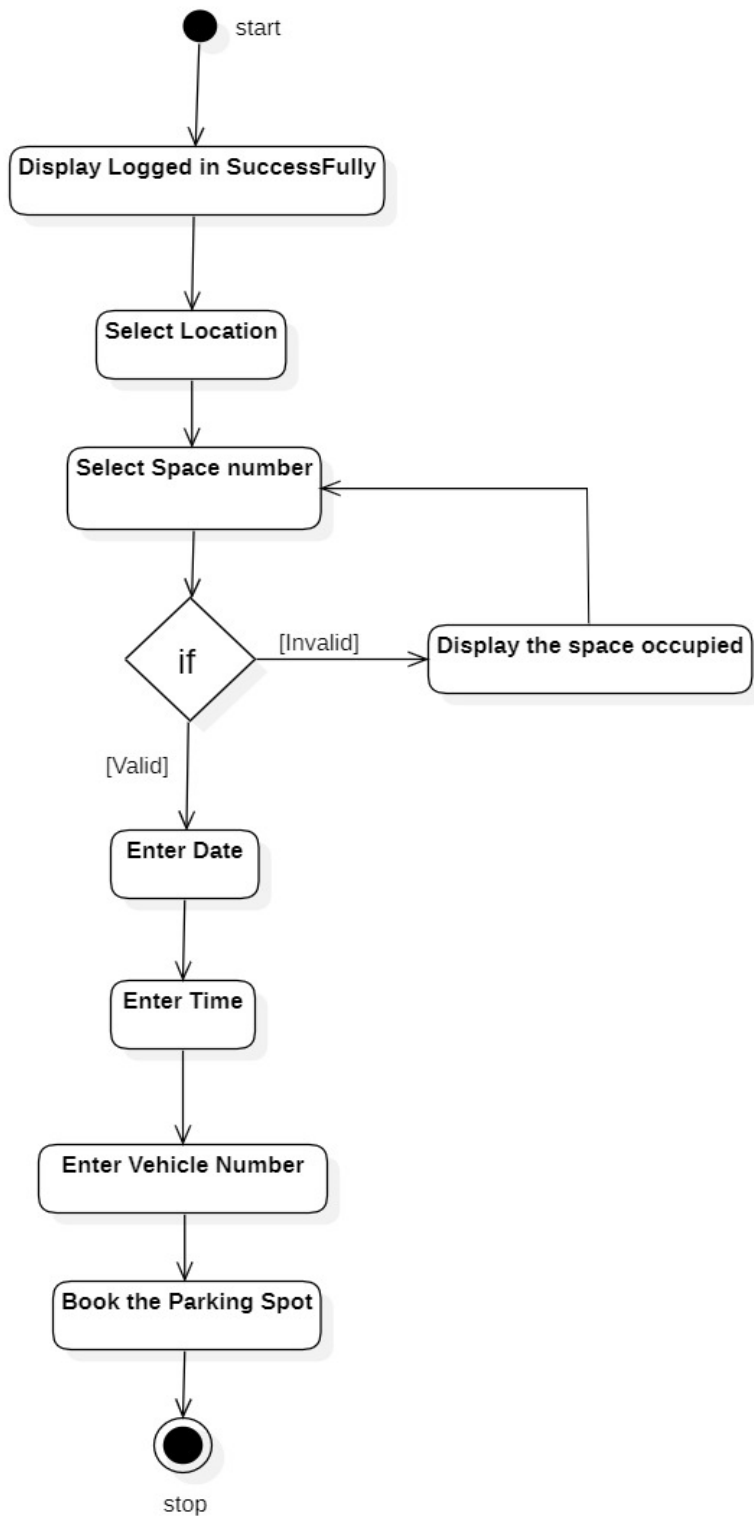 start
Display Logged in SuccessFully
Select Location
Select Space number
if
[Invalid]
Display the space occupied
[Valid]
Enter Date
Enter Time
Enter Vehicle Number
Book the Parking Spot
stop